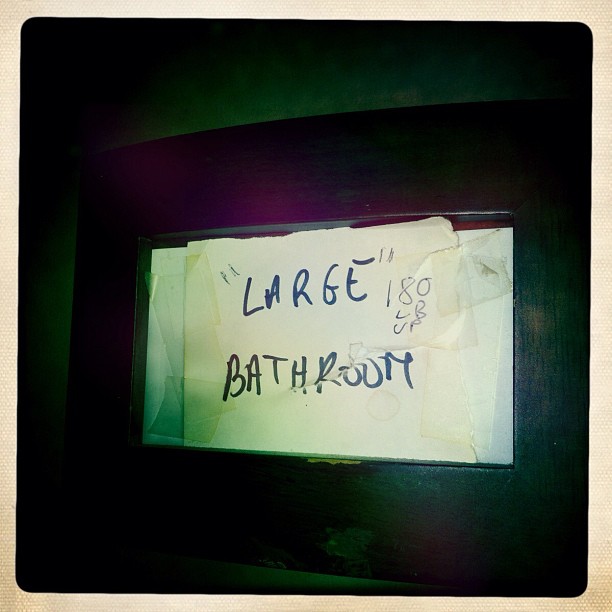 "LARGE"
180
LB
UP
BATHROOM